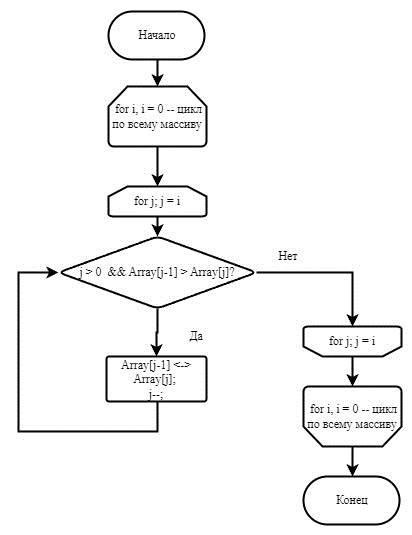 Начало
for i, i = 0 -- цикл
по всему массиву
for j; j = i
j > 0 && Array[j-1] > Array[j]?
Нет
Да
Array[j-1] <->
Array[j];
j--;
for j; j = i
for i, i = 0 -- цикл
по всему массиву
Конец